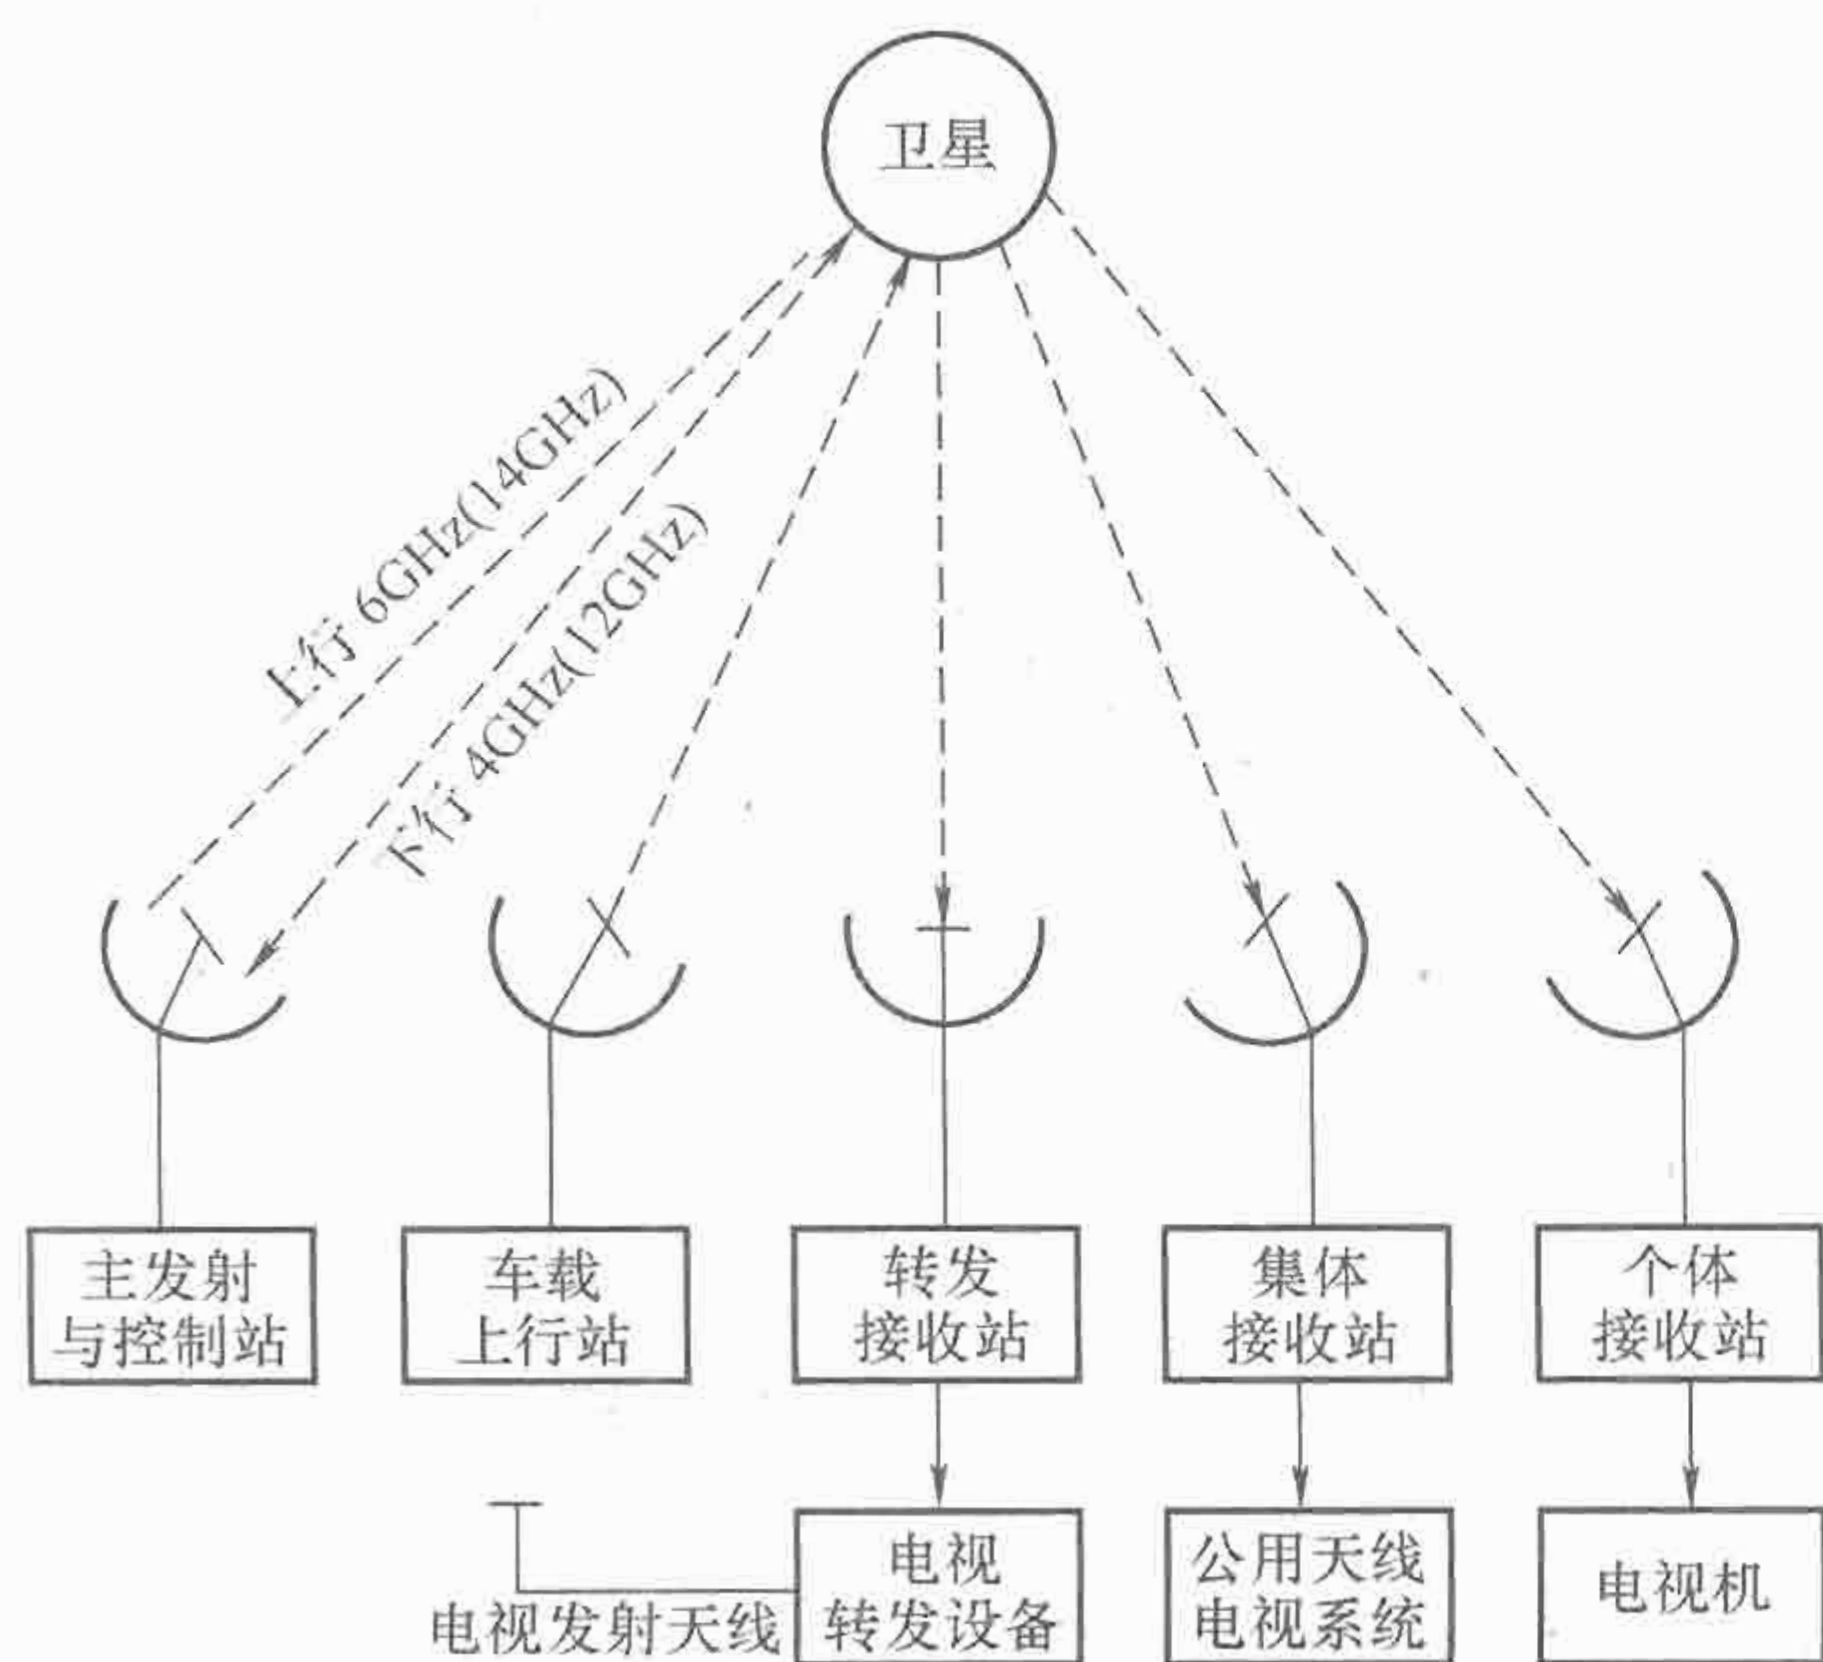 卫星
上行 6GHz(14GHz)
下行 4GHz(12GHz)
主发射
与控制站
车载
上行站
转发
接收站
集体
接收站
个体
接收站
电视发射天线
电视
转发设备
公用天线
电视系统
电视机